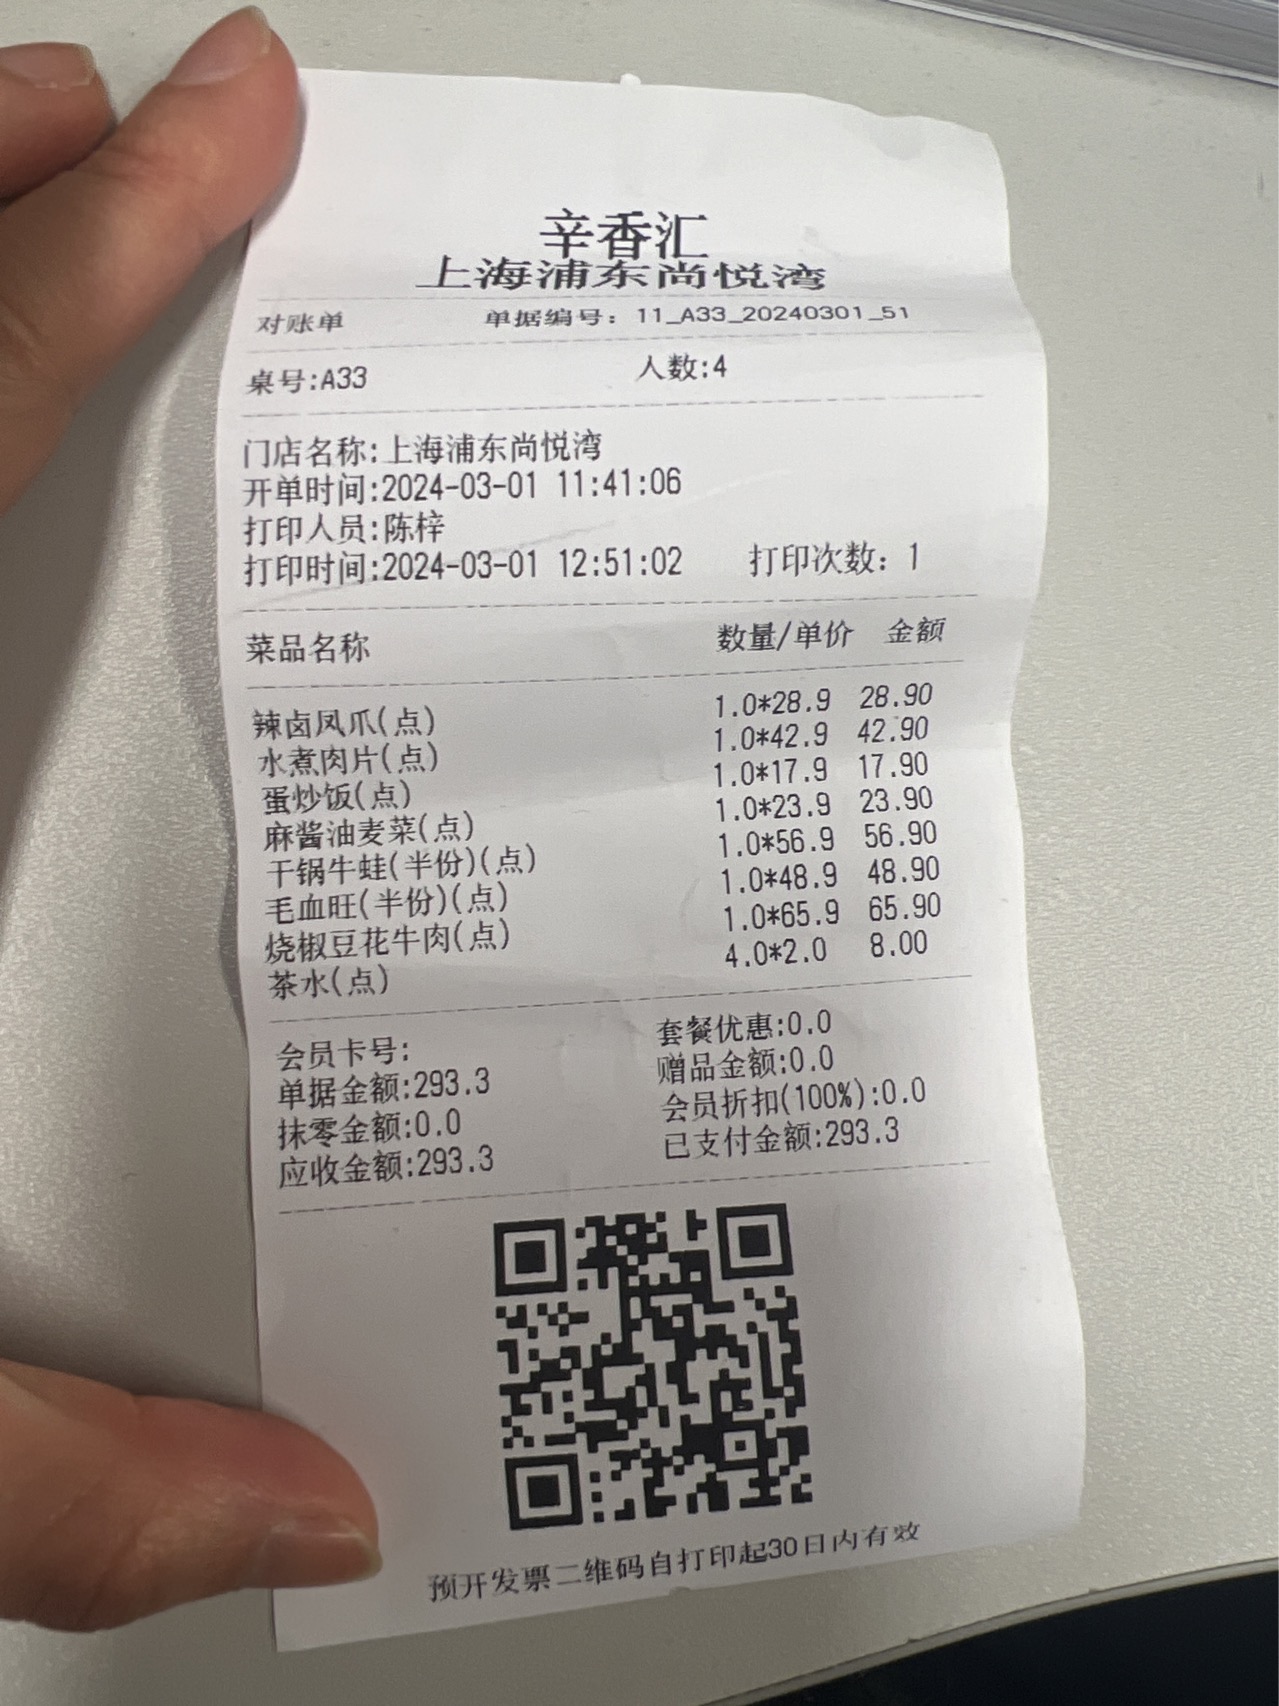 辛香汇
上海浦东尚悦湾
对账单 单据编号：11_A33_20240301_51
桌号:A33 人数:4
门店名称:上海浦东尚悦湾
开单时间:2024-03-01 11:41:06
打印人员:陈梓
打印时间:2024-03-01 12:51:02 打印次数：1
菜品名称 数量/单价 金额
辣卤凤爪(点) 1.0*28.9 28.90
水煮肉片(点) 1.0*42.9 42.90
蛋炒饭(点) 1.0*17.9 17.90
麻酱油麦菜(点) 1.0*23.9 23.90
干锅牛蛙(半份)(点) 1.0*56.9 56.90
毛血旺(半份)(点) 1.0*48.9 48.90
烧椒豆花牛肉(点) 1.0*65.9 65.90
茶水(点) 4.0*2.0 8.00
会员卡号: 套餐优惠:0.0
单据金额:293.3 赠品金额:0.0
抹零金额:0.0 会员折扣(100%):0.0
应收金额:293.3 已支付金额:293.3
预开发票二维码自打印起30日内有效